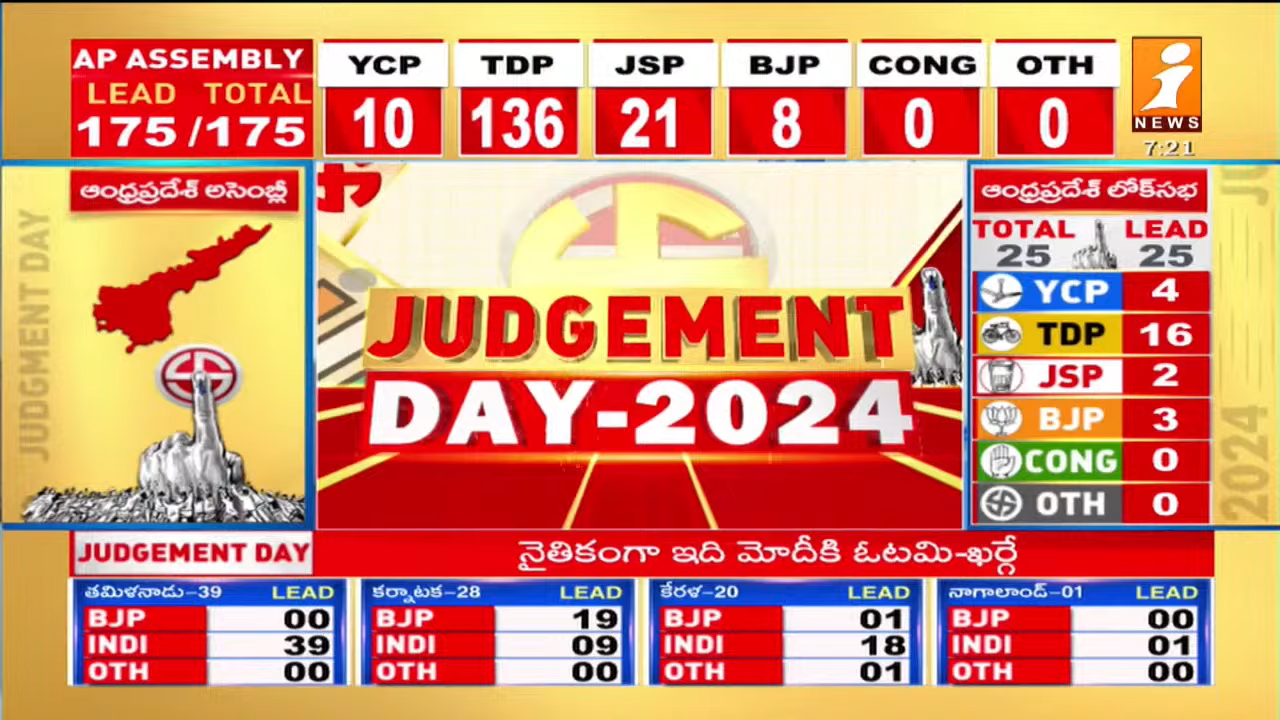 AP ASSEMBLY
LEAD TOTAL
175/175
YCP TDP JSP BJP CONG OTH
10 136 21 8 0 0
i
NEWS
7:21
ఆంధ్రప్రదేశ్ అసెంబ్లీ
JUDGMENT DAY
JUDGEMENT
DAY-2024
ఆంధ్రప్రదేశ్ లోక్‌సభ
TOTAL LEAD
25 25
YCP 4
TDP 16
JSP 2
BJP 3
CONG 0
OTH 0
2024
JUDGEMENT DAY
నైతికంగా ఇది మోదీకి ఓటమి-ఖర్గే
తమిళనాడు-39 LEAD
BJP 00
INDI 39
OTH 00
కర్నాటక-28 LEAD
BJP 19
INDI 09
OTH 00
కేరళ-20 LEAD
BJP 01
INDI 18
OTH 01
నాగాలాండ్-01 LEAD
BJP 00
INDI 01
OTH 00